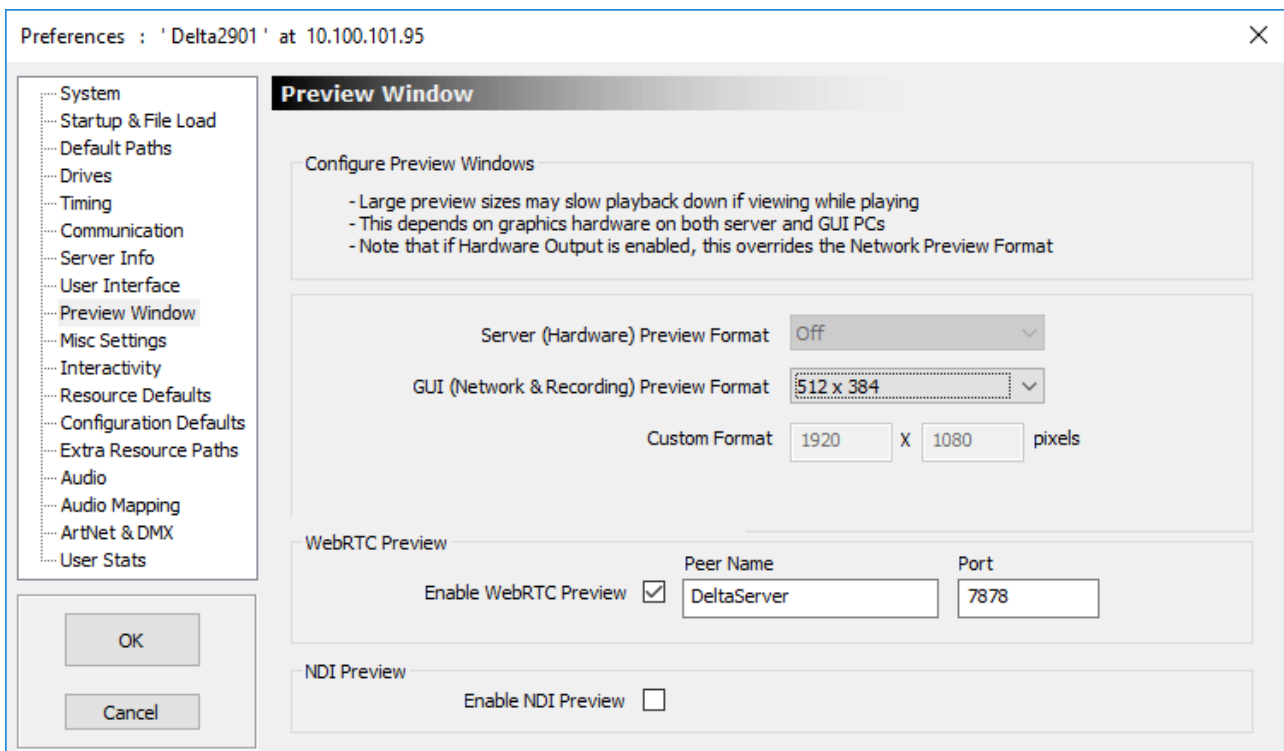 Preferences : ' Delta2901 ' at 10.100.101.95
System
Startup & File Load
Default Paths
Drives
Timing
Communication
Server Info
User Interface
Preview Window
Misc Settings
Interactivity
Resource Defaults
Configuration Defaults
Extra Resource Paths
Audio
Audio Mapping
ArtNet & DMX
User Stats
OK
Cancel
Preview Window
Configure Preview Windows
- Large preview sizes may slow playback down if viewing while playing
- This depends on graphics hardware on both server and GUI PCs
- Note that if Hardware Output is enabled, this overrides the Network Preview Format
Server (Hardware) Preview Format Off
GUI (Network & Recording) Preview Format 512 x 384
Custom Format 1920 X 1080 pixels
WebRTC Preview
Peer Name Port
Enable WebRTC Preview DeltaServer 7878
NDI Preview
Enable NDI Preview